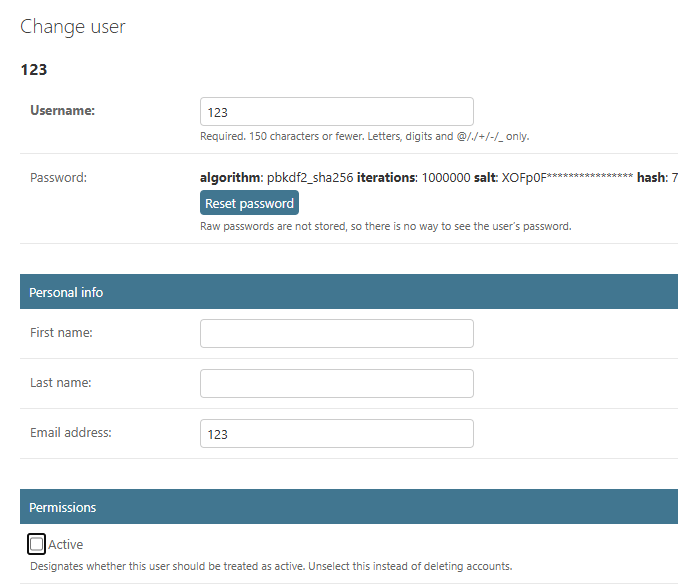 Change user
123
Username: 123
Required. 150 characters or fewer. Letters, digits and @/./+/-/_ only.
Password: algorithm: pbkdf2_sha256 iterations: 1000000 salt: XOFp0F**************** hash: 7
Reset password
Raw passwords are not stored, so there is no way to see the user's password.
Personal info
First name:
Last name:
Email address: 123
Permissions
Active
Designates whether this user should be treated as active. Unselect this instead of deleting accounts.